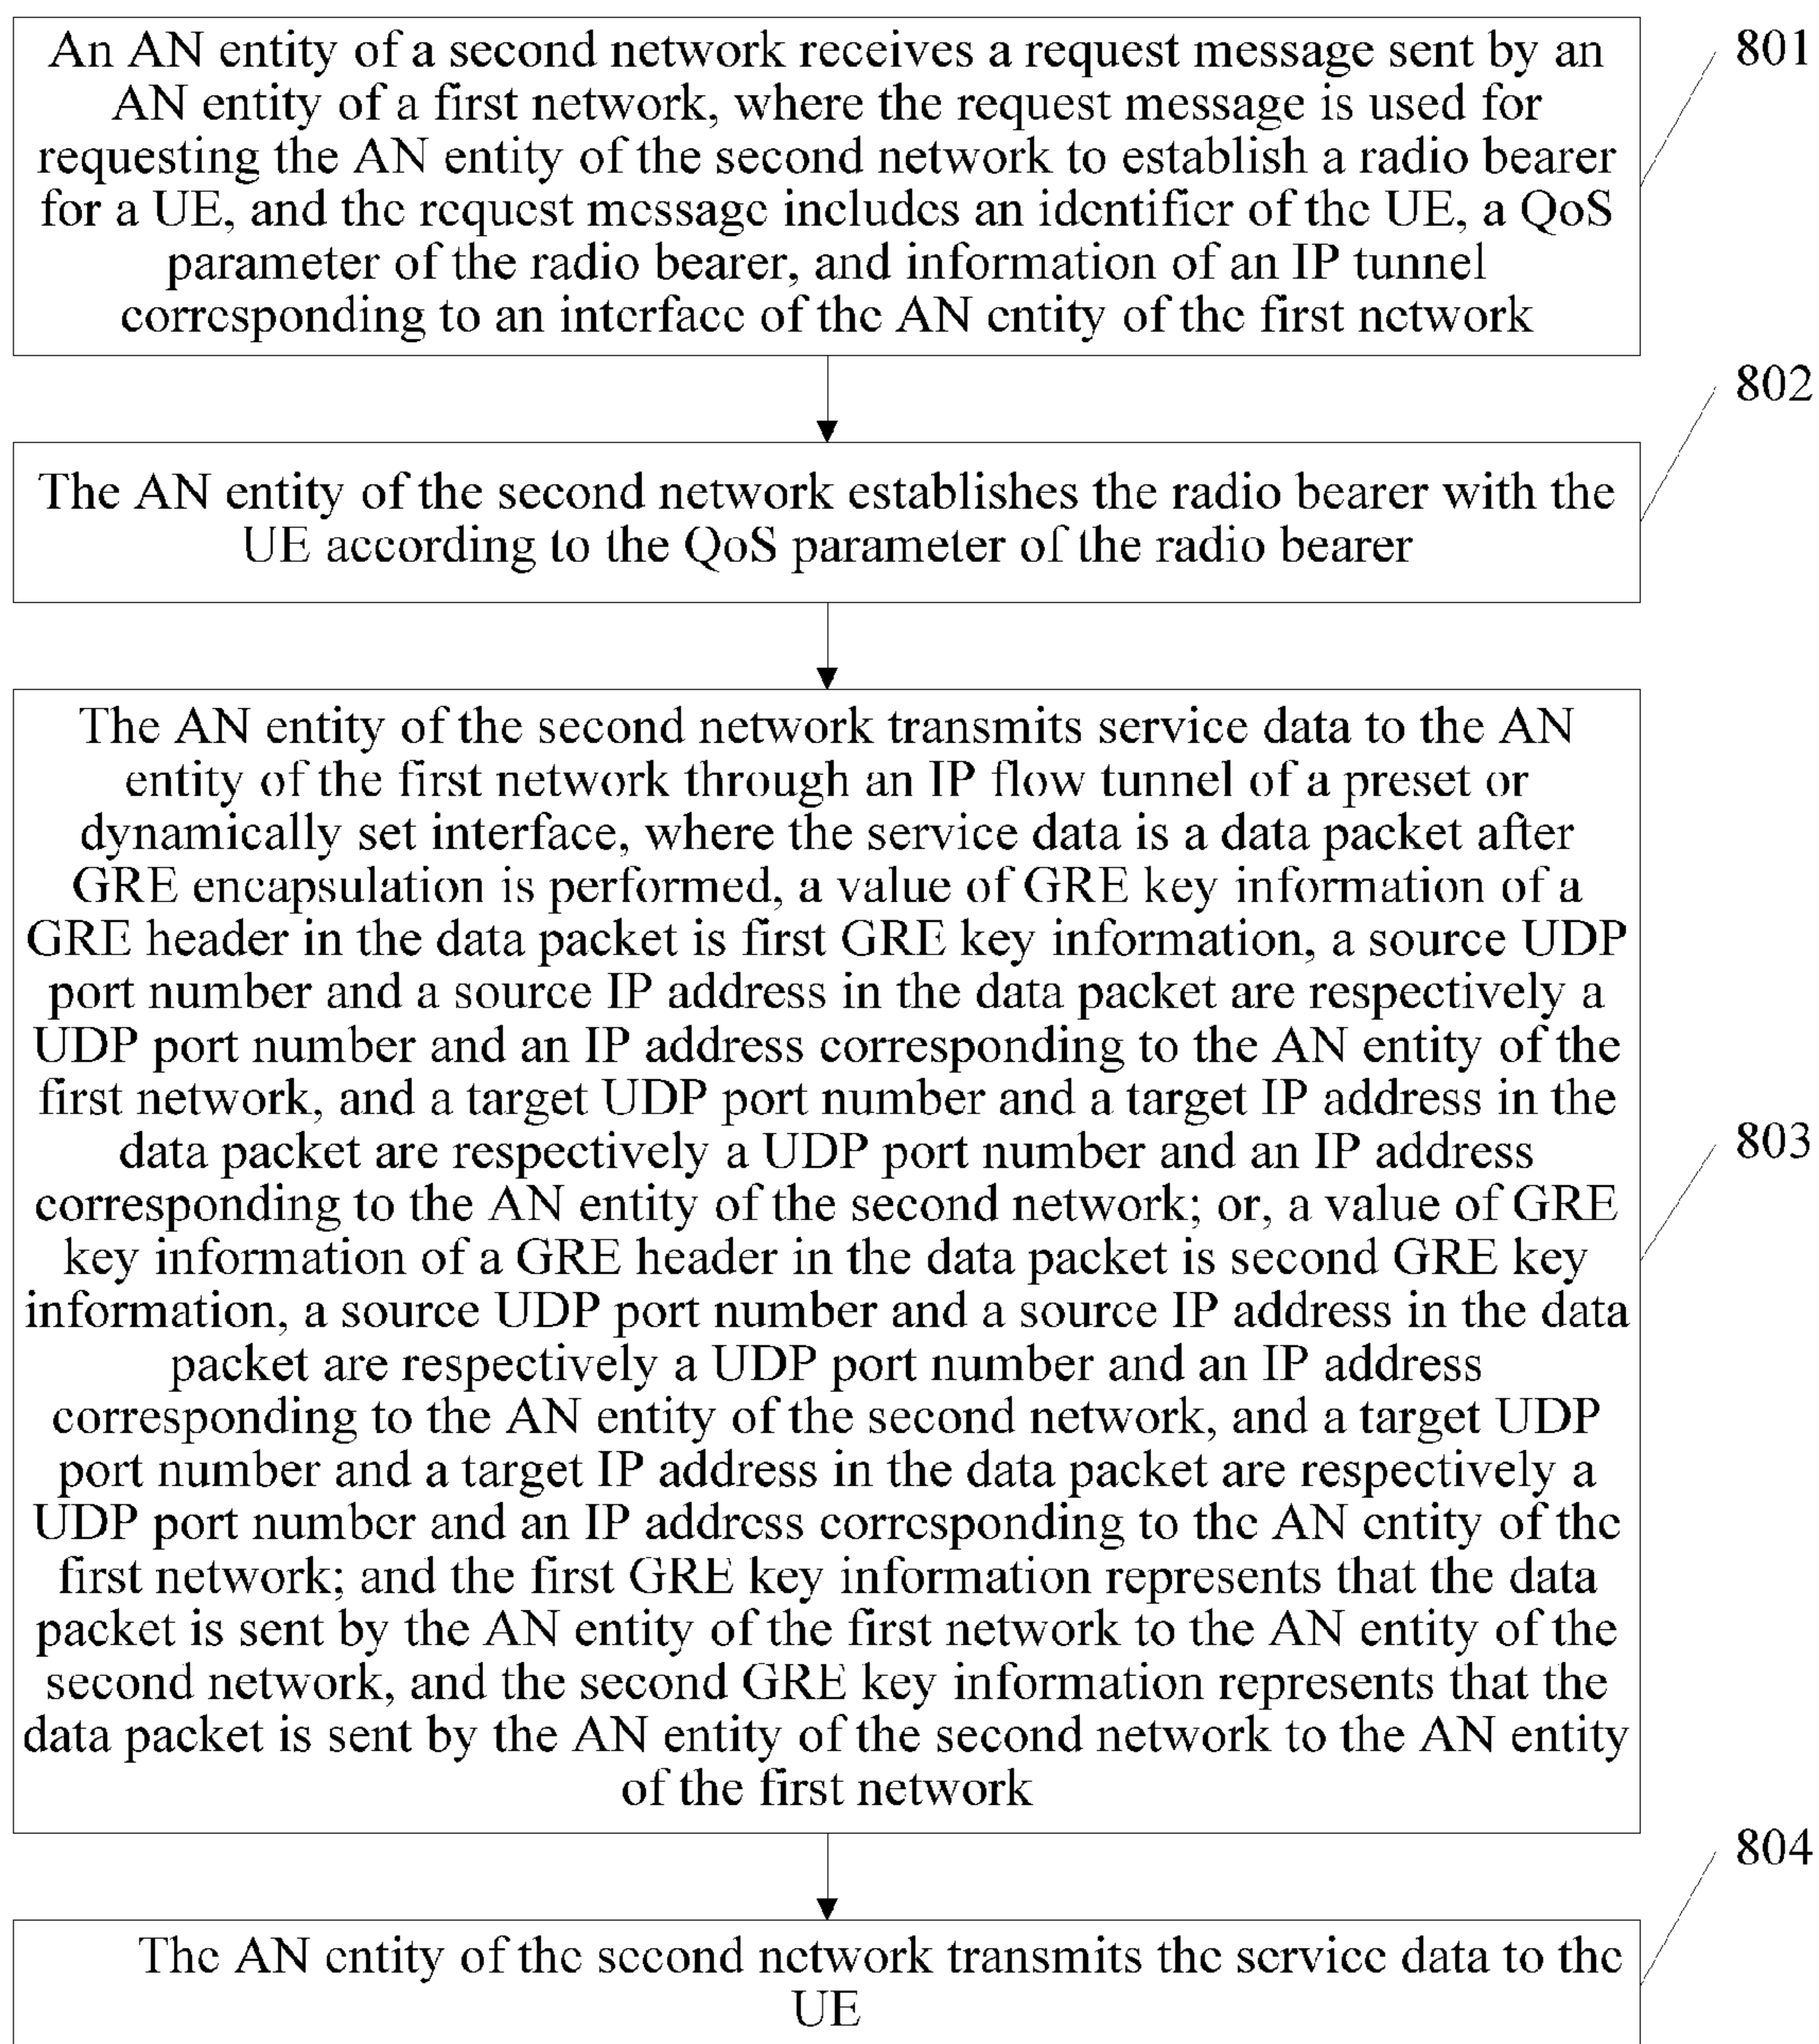 An AN entity of a second network receives a request message sent by an
AN entity of a first network, where the request message is used for
requesting the AN entity of the second network to establish a radio bearer
for a UE, and the request message includes an identifier of the UE, a QoS
parameter of the radio bearer, and information of an IP tunnel
corresponding to an interface of the AN entity of the first network
801
802
The AN entity of the second network establishes the radio bearer with the
UE according to the QoS parameter of the radio bearer
The AN entity of the second network transmits service data to the AN
entity of the first network through an IP flow tunnel of a preset or
dynamically set interface, where the service data is a data packet after
GRE encapsulation is performed, a value of GRE key information of a
GRE header in the data packet is first GRE key information, a source UDP
port number and a source IP address in the data packet are respectively a
UDP port number and an IP address corresponding to the AN entity of the
first network, and a target UDP port number and a target IP address in the
data packet are respectively a UDP port number and an IP address
corresponding to the AN entity of the second network; or, a value of GRE
key information of a GRE header in the data packet is second GRE key
information, a source UDP port number and a source IP address in the data
packet are respectively a UDP port number and an IP address
corresponding to the AN entity of the second network, and a target UDP
port number and a target IP address in the data packet are respectively a
UDP port number and an IP address corresponding to the AN entity of the
first network; and the first GRE key information represents that the data
packet is sent by the AN entity of the first network to the AN entity of the
second network, and the second GRE key information represents that the
data packet is sent by the AN entity of the second network to the AN entity
of the first network
803
804
The AN entity of the second network transmits the service data to the
UE